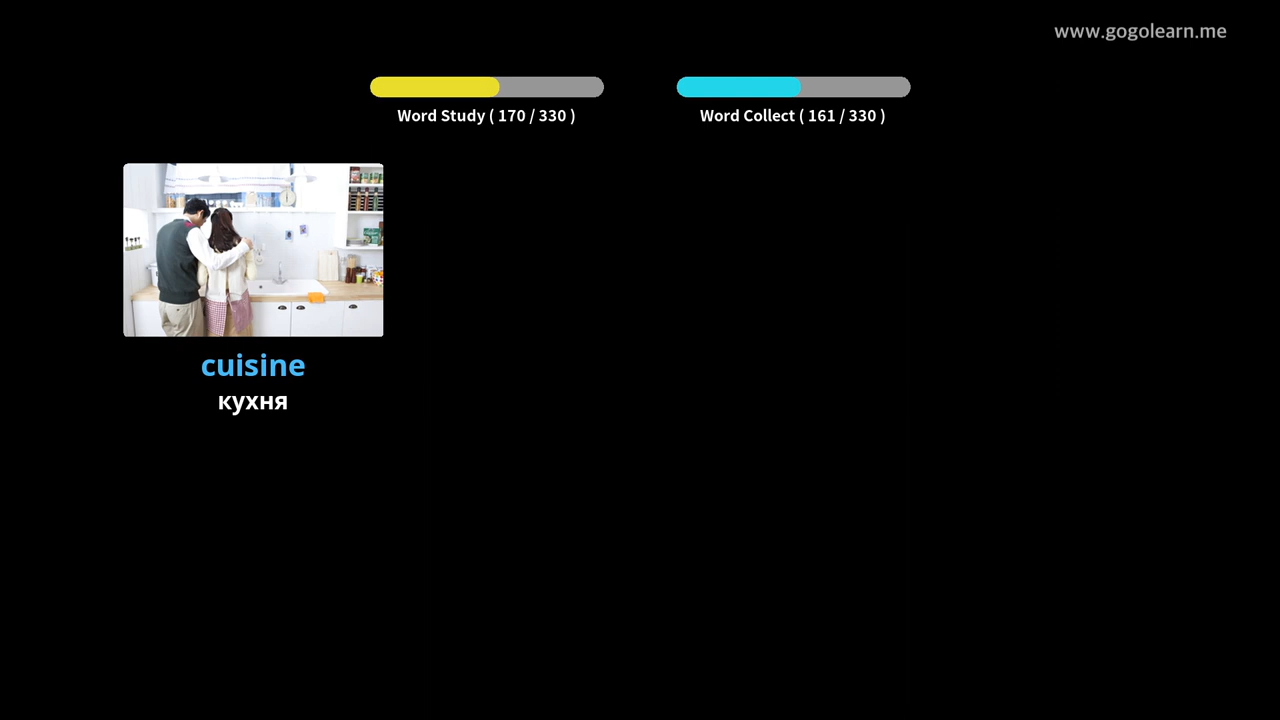 www.gogolearn.me
Word Study ( 170 / 330 )
Word Collect ( 161 / 330 )
cuisine
кухня